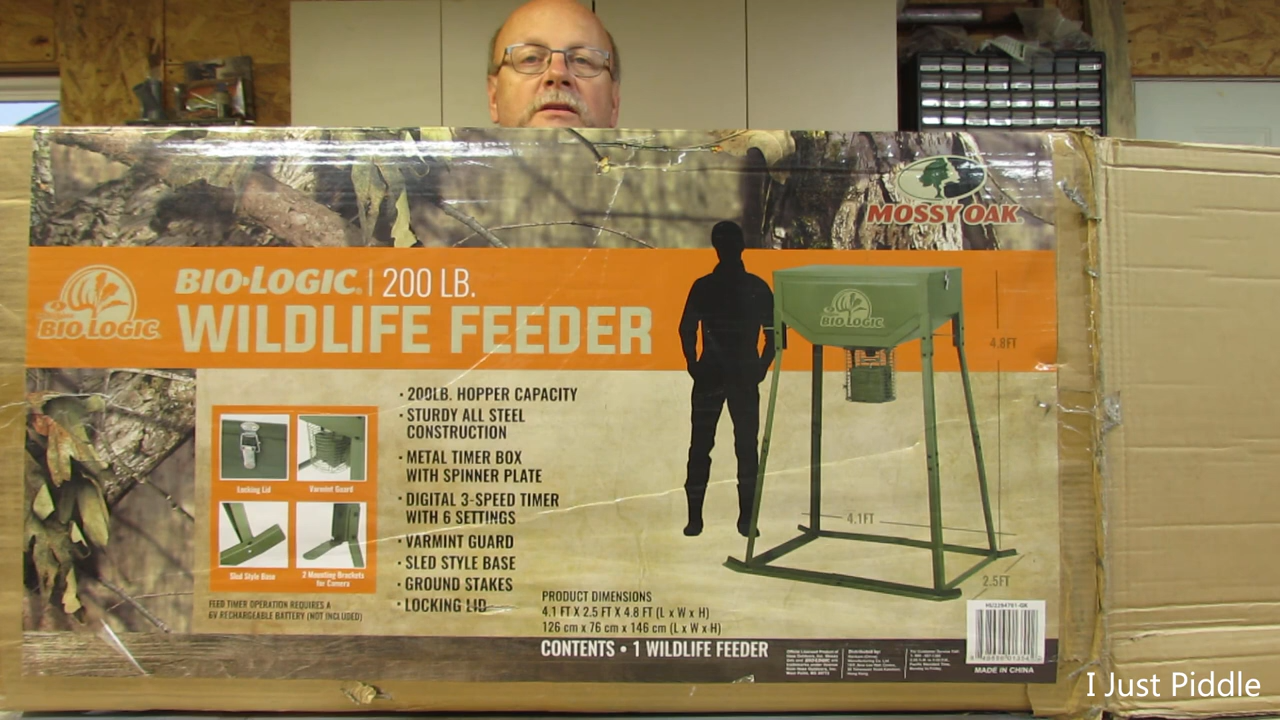 MOSSY OAK
BIO LOGIC
BIO·LOGIC® | 200 LB.
WILDLIFE FEEDER
BIO LOGIC
4.8FT
4.1FT
2.5FT
Locking Lid
Varmint Guard
Sled Style Base
2 Mounting Brackets
for Camera
FEED TIMER OPERATION REQUIRES A
6V RECHARGEABLE BATTERY (NOT INCLUDED)
· 200LB. HOPPER CAPACITY
· STURDY ALL STEEL
CONSTRUCTION
· METAL TIMER BOX
WITH SPINNER PLATE
· DIGITAL 3-SPEED TIMER
WITH 6 SETTINGS
· VARMINT GUARD
· SLED STYLE BASE
· GROUND STAKES
· LOCKING LID
PRODUCT DIMENSIONS
4.1 FT X 2.5 FT X 4.8 FT (L x W x H)
126 cm x 76 cm x 146 cm (L x W x H)
CONTENTS • 1 WILDLIFE FEEDER
Distributed by:
MADE IN CHINA
I Just Piddle